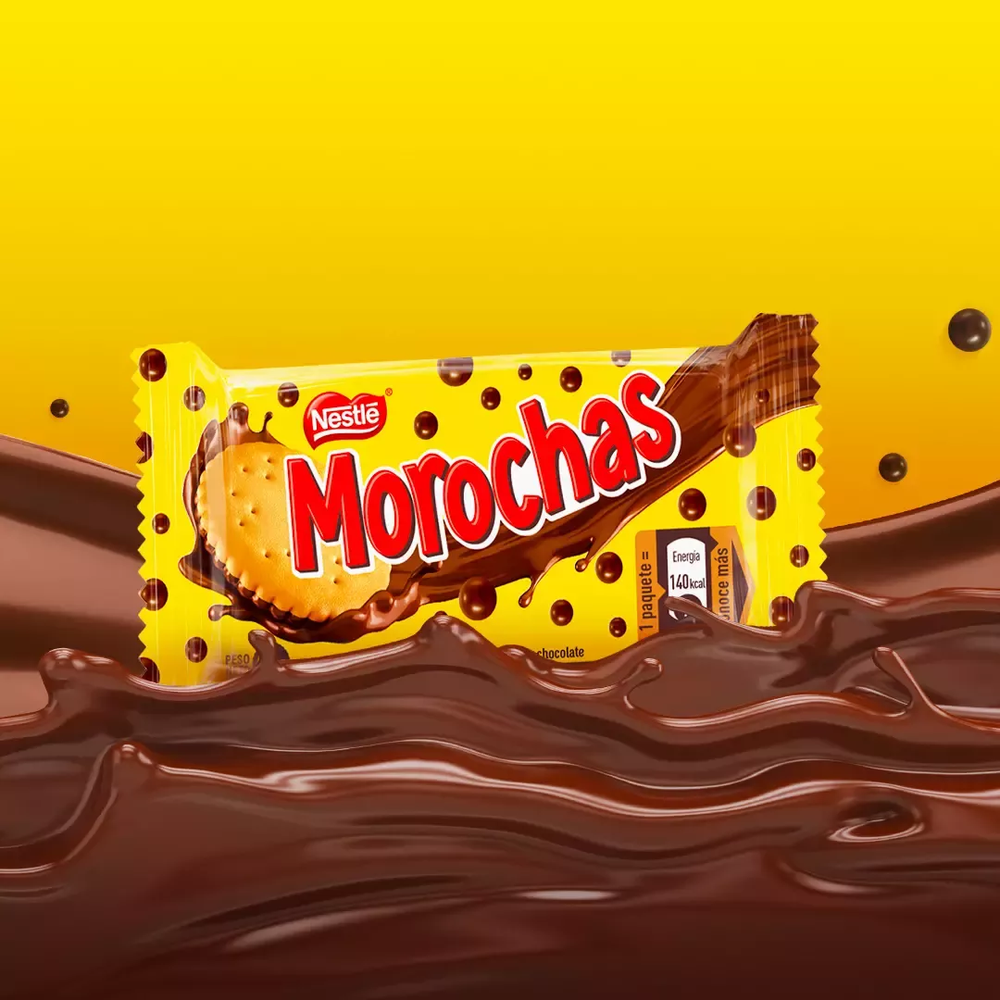 Nestlé®
Morochas
1 paquete =
Energía
140 kcal
noce más
PESO
chocolate